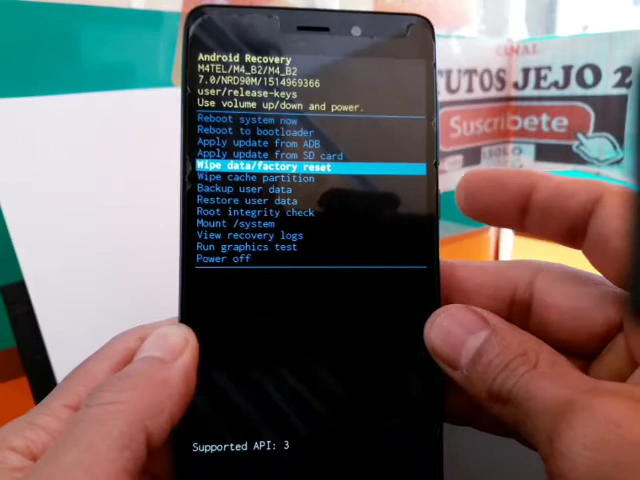 Android Recovery
M4TEL/M4_B2/M4_B2
7.0/NRD90M/1514969366
user/release-keys
Use volume up/down and power.
Reboot system now
Reboot to bootloader
Apply update from ADB
Apply update from SD card
Wipe data/factory reset
Wipe cache partition
Backup user data
Restore user data
Root integrity check
Mount /system
View recovery logs
Run graphics test
Power off
Supported API: 3
CANAL
TUTOS JEJO 2
Suscribete